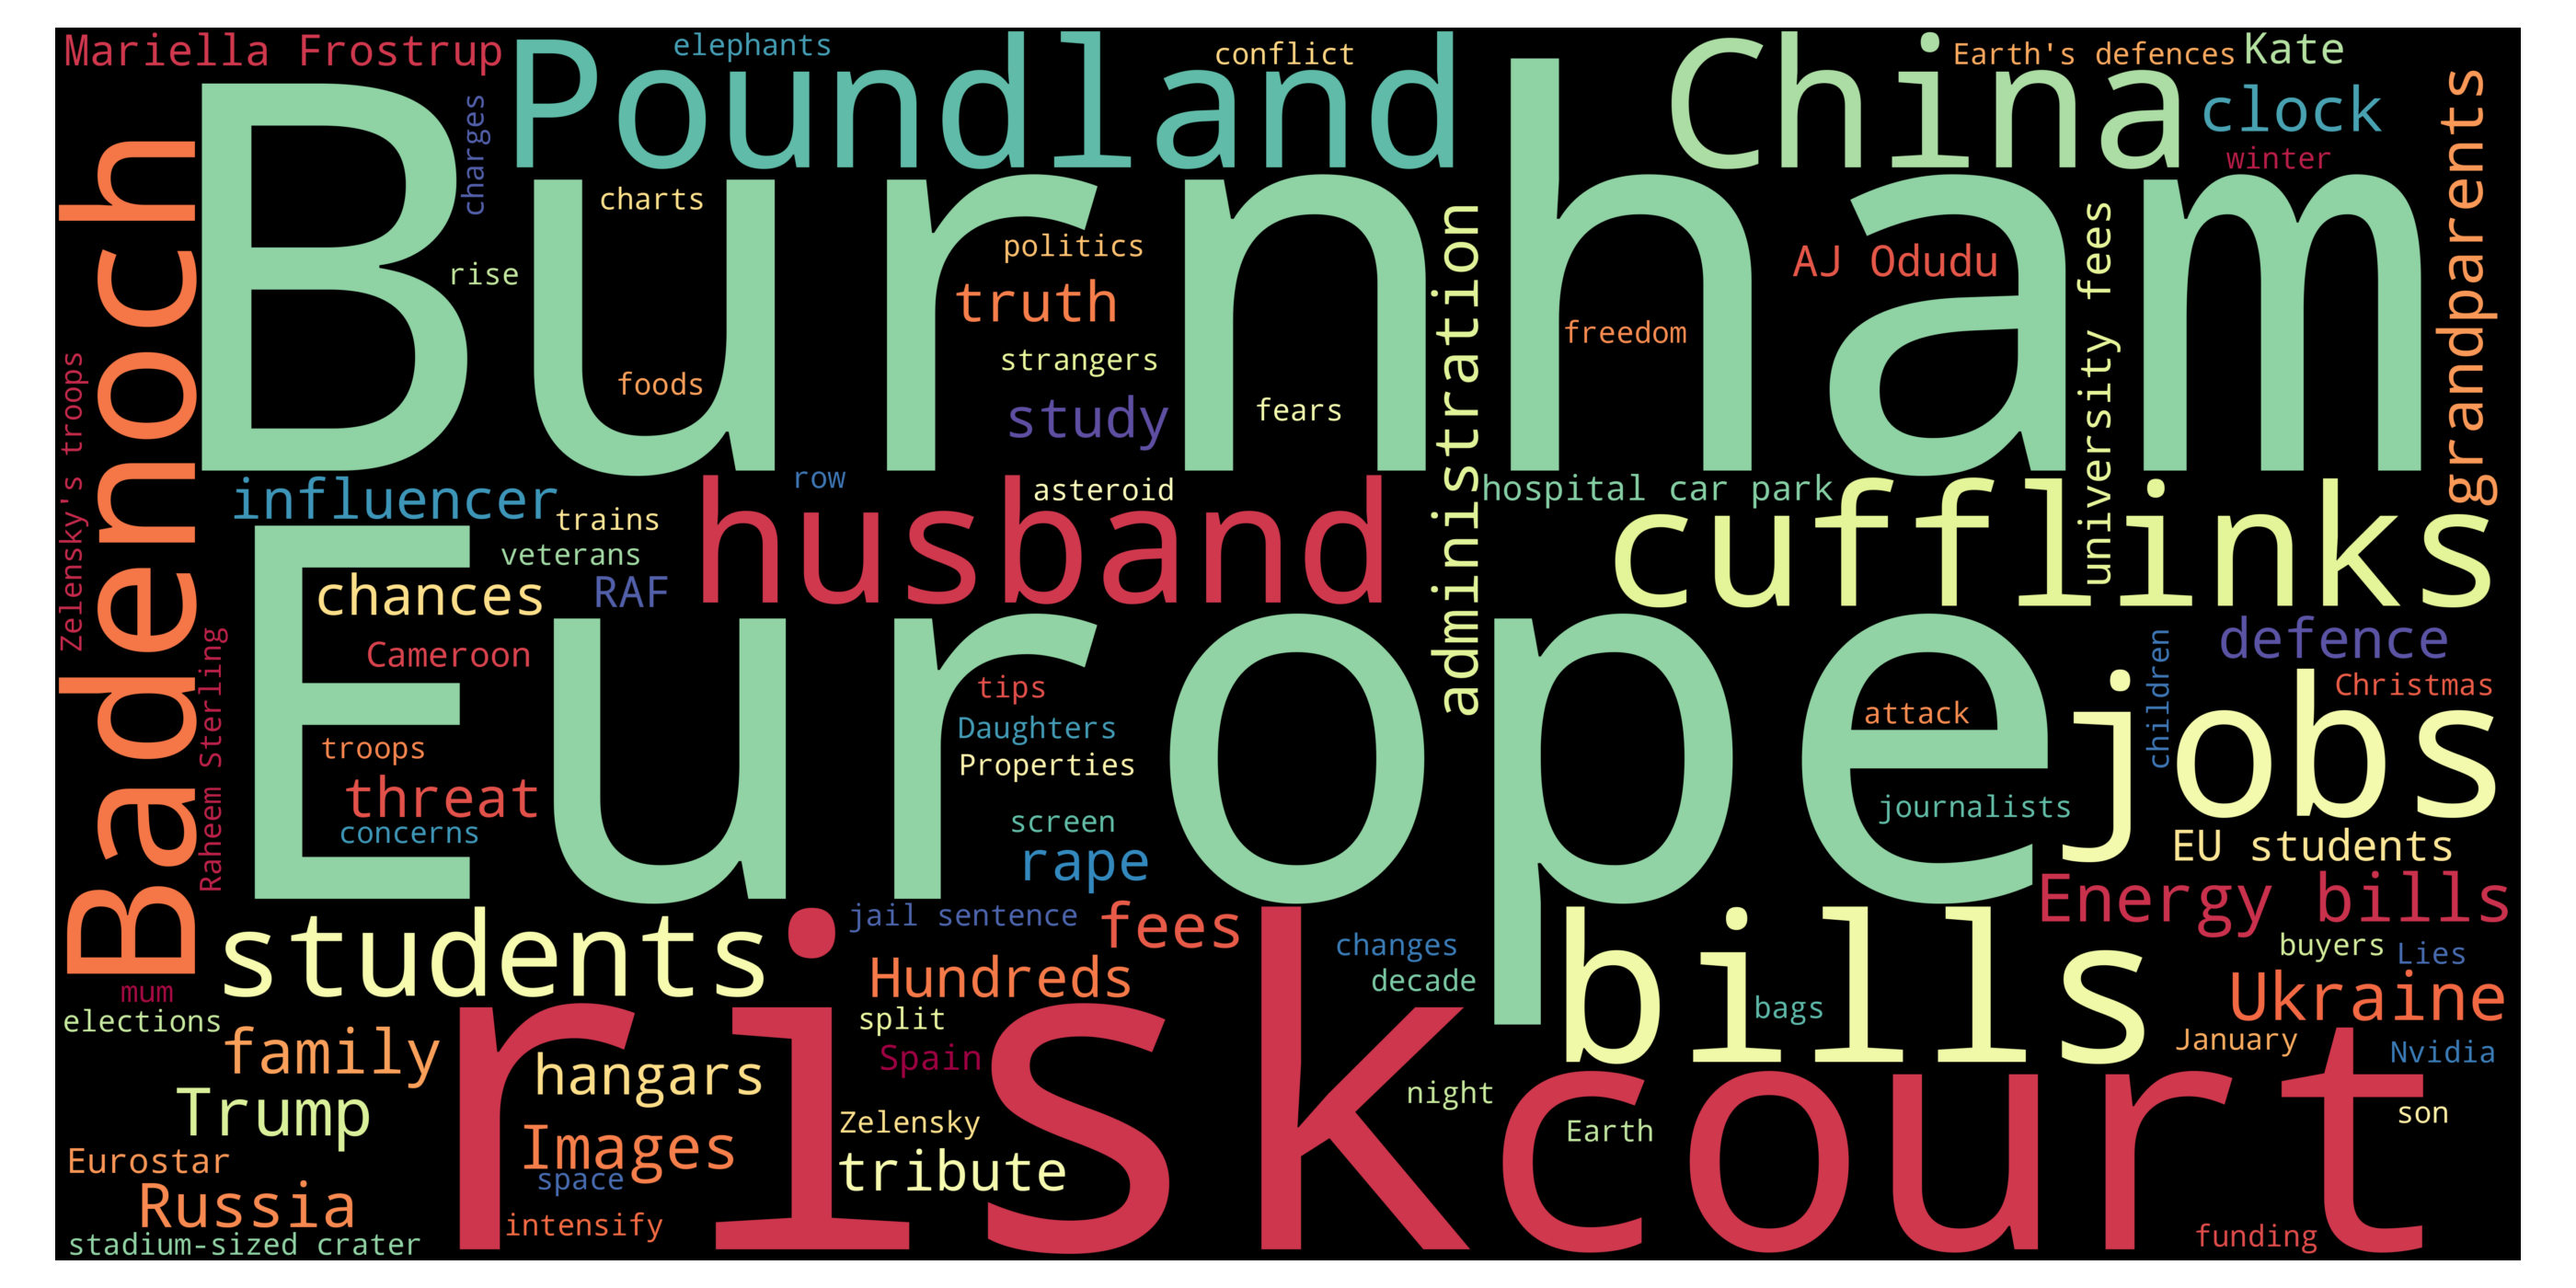 Mariella Frostrup
elephants
Poundland
conflict
China
Earth's defences
Kate
clock
winter
grandparents
charges
Badenoch
Burnham
charts
rise
politics
truth
foods
strangers
study
fears
administration
AJ Odudu
freedom
university fees
Zelensky's troops
influencer
trains
row
husband
asteroid
hospital car park
cufflinks
veterans
RAF
chances
Cameroon
Europe
Raheem Sterling
defence
children
Christmas
jobs
tips
Daughters
Properties
attack
troops
threat
concerns
screen
rape
journalists
EU students
Energy bills
students
jail sentence
fees
changes
bills
buyers
Lies
mum
elections
Hundreds
decade
bags
Ukraine
split
family
risk
hangars
Spain
January
Nvidia
Trump
night
court
son
Zelensky
Earth
Images
Eurostar
space
tribute
Russia
intensify
funding
stadium-sized crater